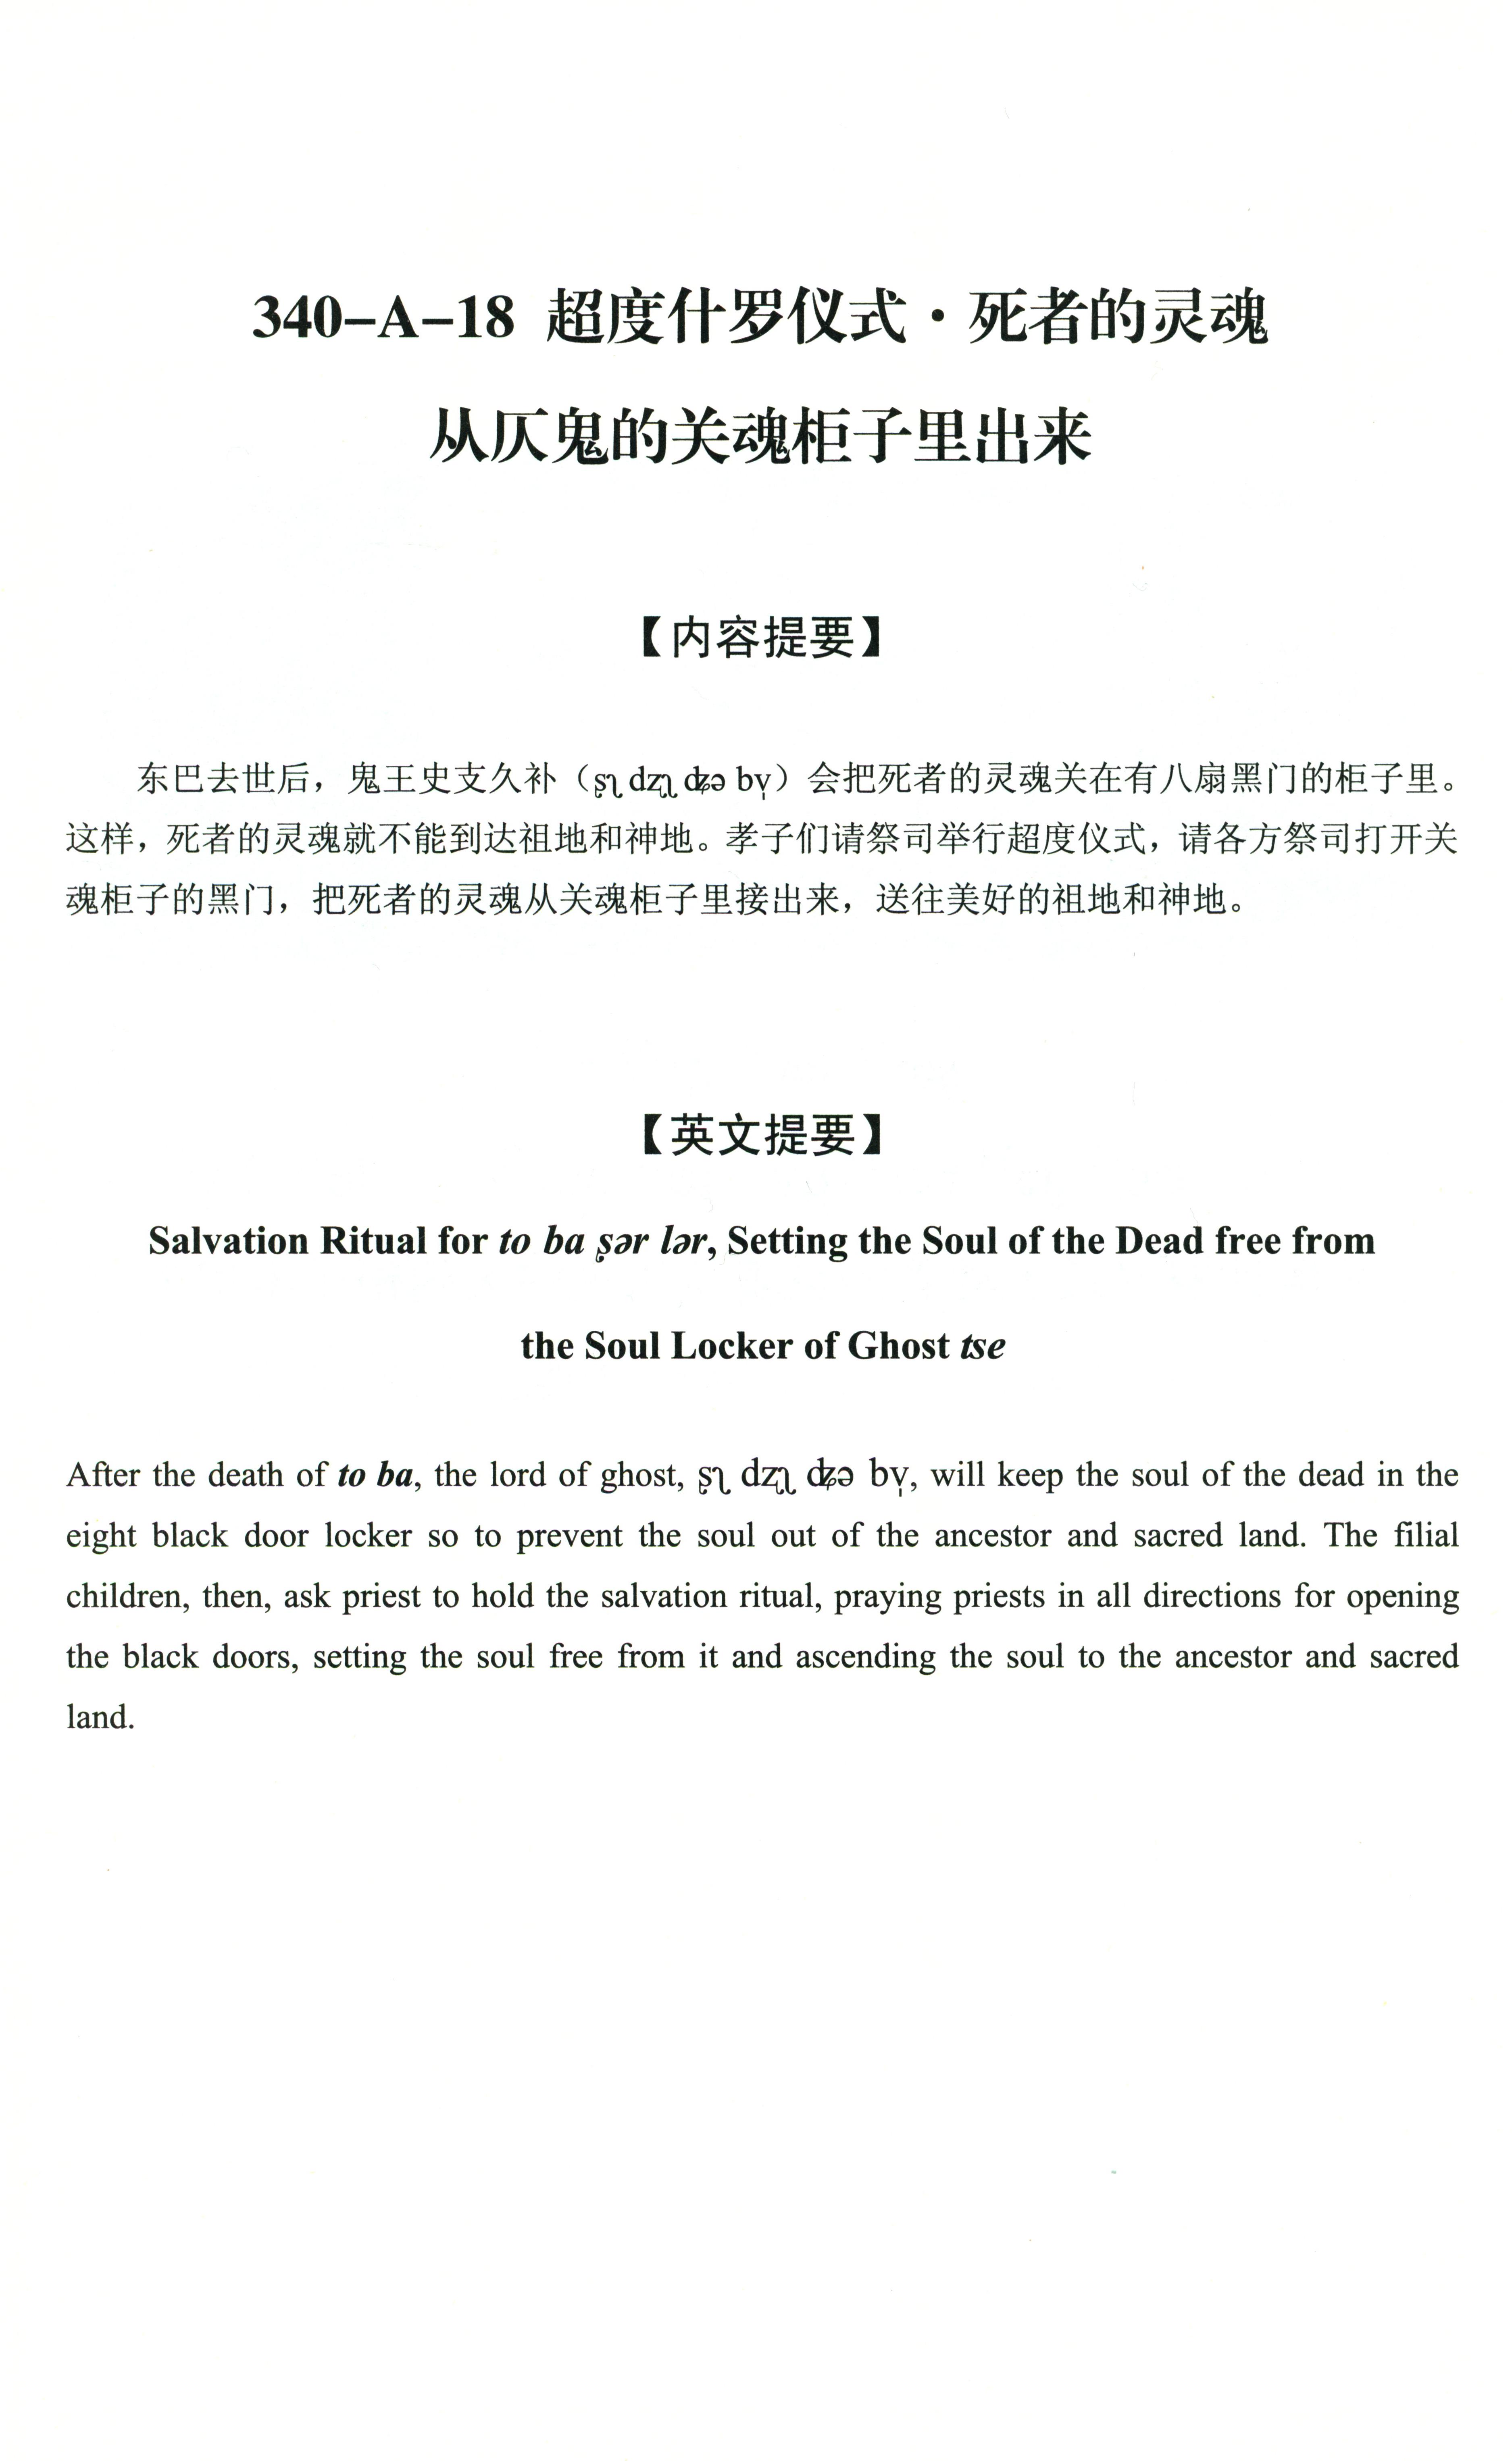 340-A-18 超度什罗仪式·死者的灵魂
从仄鬼的关魂柜子里出来
【内容提要】
东巴去世后，鬼王史支久补（ʂʅ dzʅ ʥə bv̩）会把死者的灵魂关在有八扇黑门的柜子里。
这样，死者的灵魂就不能到达祖地和神地。孝子们请祭司举行超度仪式，请各方祭司打开关
魂柜子的黑门，把死者的灵魂从关魂柜子里接出来，送往美好的祖地和神地。
【英文提要】
Salvation Ritual for to ba ʂər lər, Setting the Soul of the Dead free from
the Soul Locker of Ghost tse
After the death of to ba, the lord of ghost, ʂʅ dzʅ ʥə bv̩, will keep the soul of the dead in the
eight black door locker so to prevent the soul out of the ancestor and sacred land. The filial
children, then, ask priest to hold the salvation ritual, praying priests in all directions for opening
the black doors, setting the soul free from it and ascending the soul to the ancestor and sacred
land.